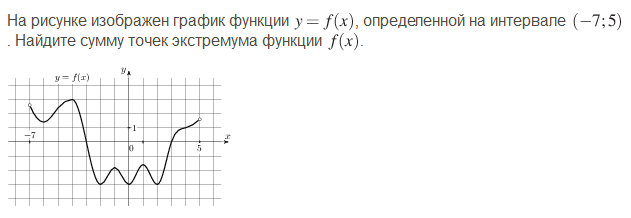 На рисунке изображен график функции y = f(x), определенной на интервале (−7;5)
. Найдите сумму точек экстремума функции f(x).
y = f(x)
y
−7
1
0
5
x